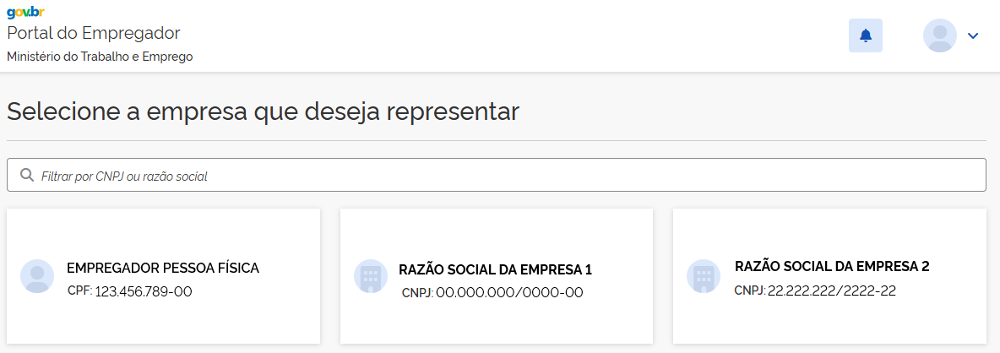 gov.br
Portal do Empregador
Ministério do Trabalho e Emprego
Selecione a empresa que deseja representar
Filtrar por CNPJ ou razão social
EMPREGADOR PESSOA FÍSICA
CPF: 123.456.789-00
RAZÃO SOCIAL DA EMPRESA 1
CNPJ: 00.000.000/0000-00
RAZÃO SOCIAL DA EMPRESA 2
CNPJ: 22.222.222/2222-22